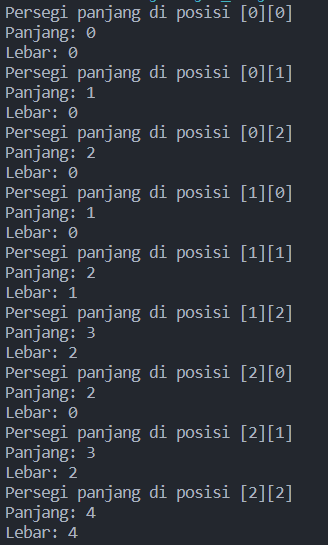 Persegi panjang di posisi [0][0]
Panjang: 0
Lebar: 0
Persegi panjang di posisi [0][1]
Panjang: 1
Lebar: 0
Persegi panjang di posisi [0][2]
Panjang: 2
Lebar: 0
Persegi panjang di posisi [1][0]
Panjang: 1
Lebar: 0
Persegi panjang di posisi [1][1]
Panjang: 2
Lebar: 1
Persegi panjang di posisi [1][2]
Panjang: 3
Lebar: 2
Persegi panjang di posisi [2][0]
Panjang: 2
Lebar: 0
Persegi panjang di posisi [2][1]
Panjang: 3
Lebar: 2
Persegi panjang di posisi [2][2]
Panjang: 4
Lebar: 4